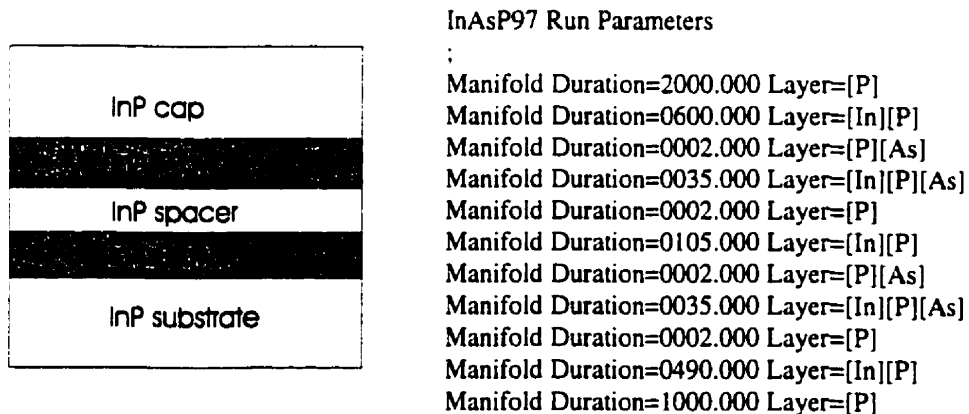 InP cap
InP spacer
InP substrate
InAsP97 Run Parameters
;
Manifold Duration=2000.000 Layer=[P]
Manifold Duration=0600.000 Layer=[In][P]
Manifold Duration=0002.000 Layer=[P][As]
Manifold Duration=0035.000 Layer=[In][P][As]
Manifold Duration=0002.000 Layer=[P]
Manifold Duration=0105.000 Layer=[In][P]
Manifold Duration=0002.000 Layer=[P][As]
Manifold Duration=0035.000 Layer=[In][P][As]
Manifold Duration=0002.000 Layer=[P]
Manifold Duration=0490.000 Layer=[In][P]
Manifold Duration=1000.000 Layer=[P]